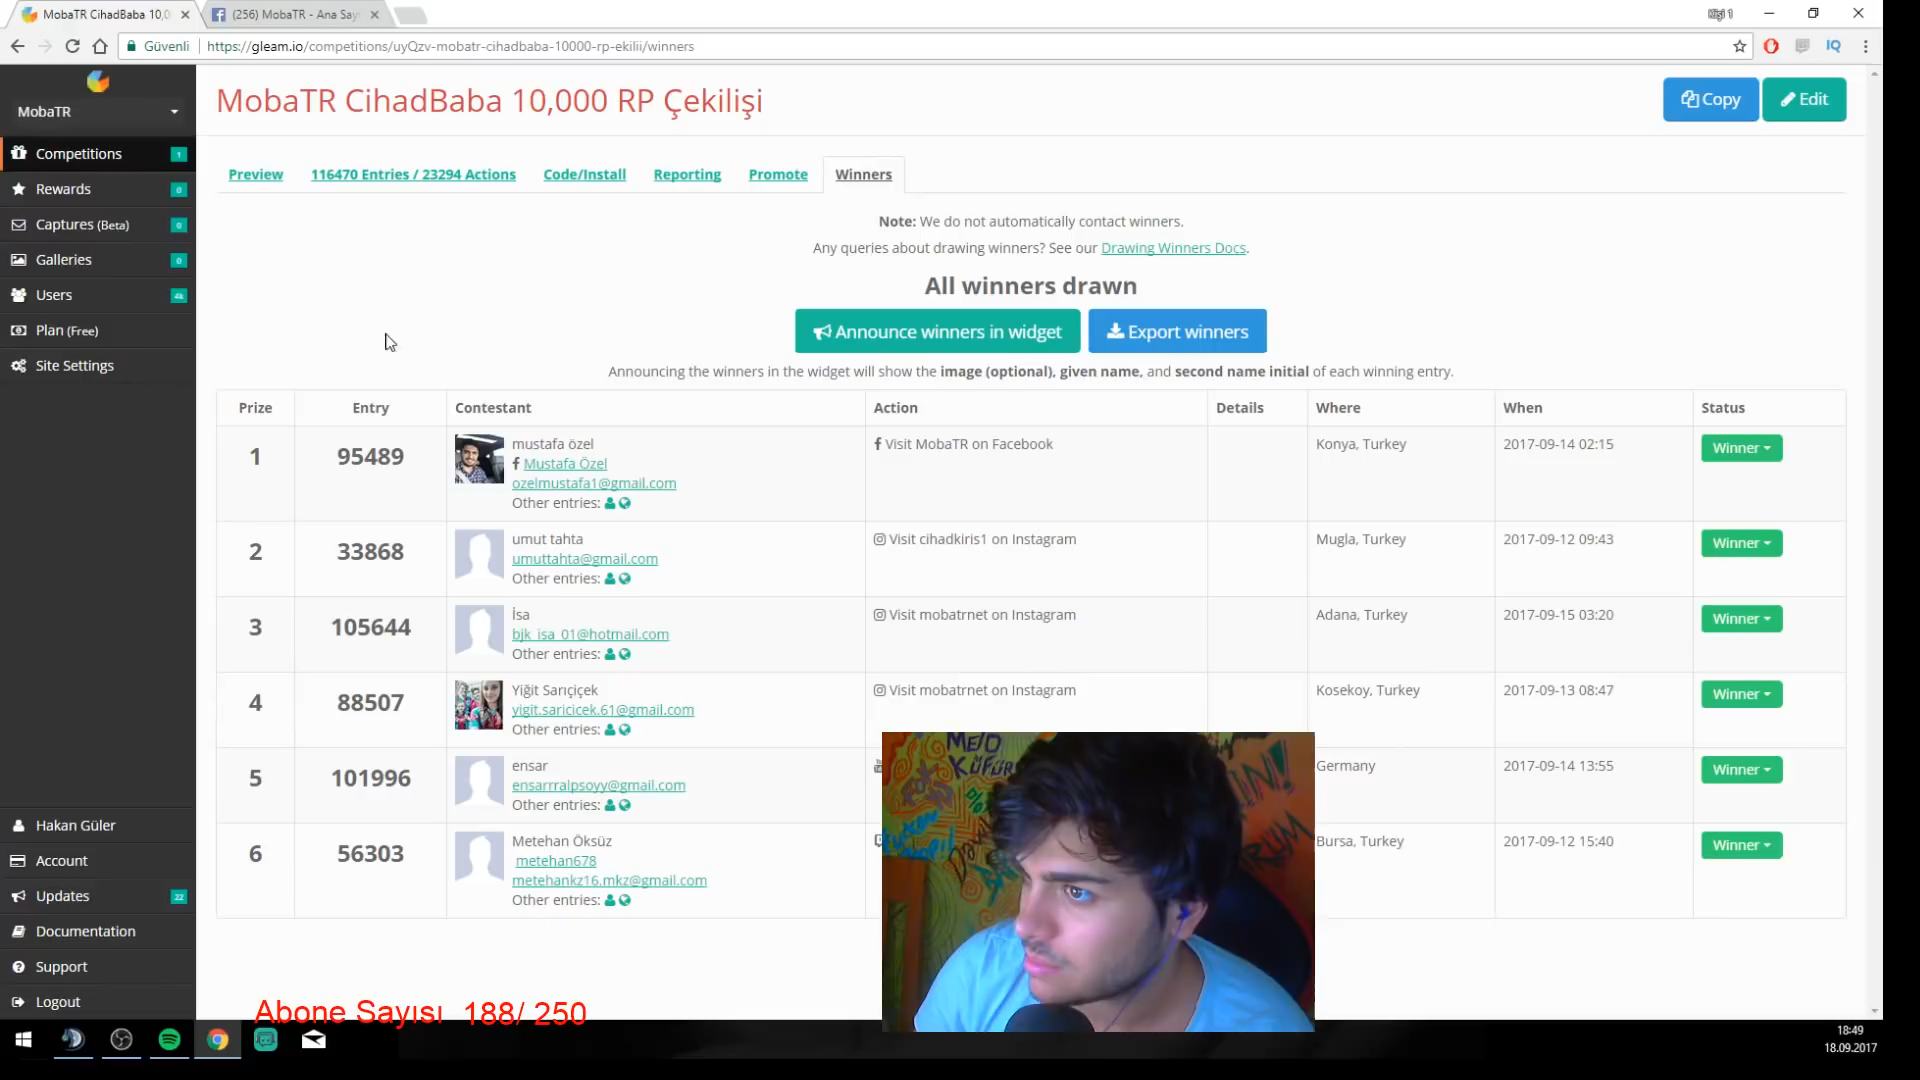 MobaTR CihadBaba 10,0
(256) MobaTR - Ana Say
Kişi 1
Güvenli
https://gleam.io/competitions/uyQzv-mobatr-cihadbaba-10000-rp-ekilii/winners
IQ
MobaTR
MobaTR CihadBaba 10,000 RP Çekilişi
Copy
Edit
Competitions 1
Rewards 0
Captures (Beta) 0
Galleries 0
Users 4k
Plan (Free)
Site Settings
Preview
116470 Entries / 23294 Actions
Code/Install
Reporting
Promote
Winners
Note: We do not automatically contact winners.
Any queries about drawing winners? See our Drawing Winners Docs.
All winners drawn
Announce winners in widget
Export winners
Announcing the winners in the widget will show the image (optional), given name, and second name initial of each winning entry.
Prize Entry Contestant Action Details Where When Status
1 95489 mustafa özel Visit MobaTR on Facebook Konya, Turkey 2017-09-14 02:15 Winner
Mustafa Özel
ozelmustafa1@gmail.com
Other entries:
2 33868 umut tahta Visit cihadkiris1 on Instagram Mugla, Turkey 2017-09-12 09:43 Winner
umuttahta@gmail.com
Other entries:
3 105644 İsa Visit mobatrnet on Instagram Adana, Turkey 2017-09-15 03:20 Winner
bjk_isa_01@hotmail.com
Other entries:
4 88507 Yiğit Sarıçiçek Visit mobatrnet on Instagram Kosekoy, Turkey 2017-09-13 08:47 Winner
yigit.saricicek.61@gmail.com
Other entries:
5 101996 ensar Germany 2017-09-14 13:55 Winner
ensarrralpsoyy@gmail.com
Other entries:
6 56303 Metehan Öksüz Bursa, Turkey 2017-09-12 15:40 Winner
metehan678
metehankz16.mkz@gmail.com
Other entries:
KÜFÜR
Hakan Güler
Account
Updates 22
Documentation
Support
Logout
Abone Sayısı 188/ 250
18:49
18.09.2017